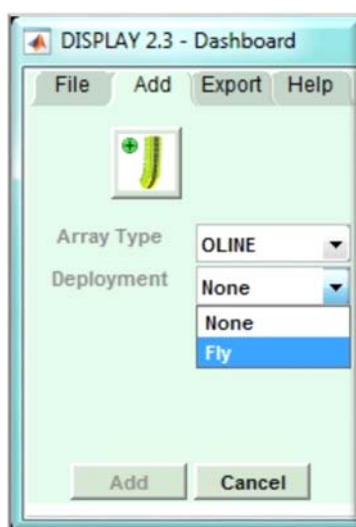 DISPLAY 2.3 - Dashboard
File Add Export Help
Array Type OLINE
Deployment None
None
Fly
Add Cancel